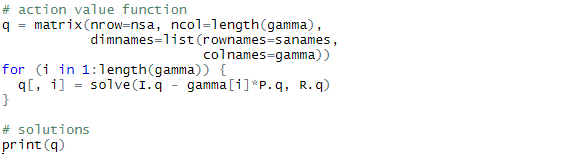 # action value function
q = matrix(nrow=nsa, ncol=length(gamma),
           dimnames=list(rownames=sanames,
                         colnames=gamma))
for (i in 1:length(gamma)) {
  q[, i] = solve(I.q - gamma[i]*P.q, R.q)
}
# solutions
print(q)